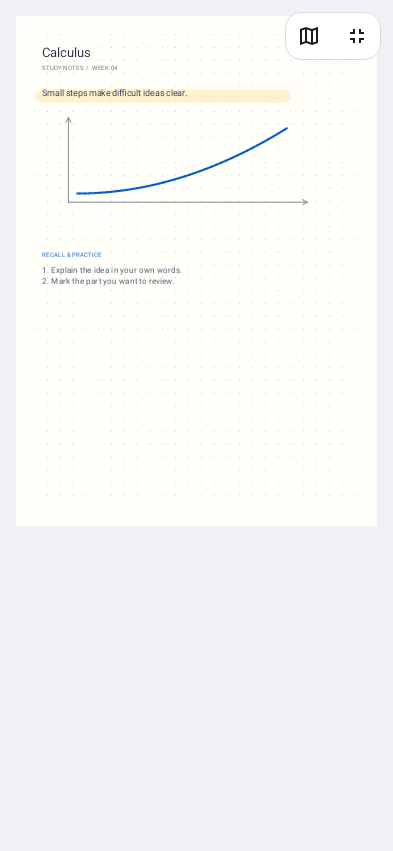 Calculus
STUDY NOTES / WEEK 04
Small steps make difficult ideas clear.
RECALL & PRACTICE
1. Explain the idea in your own words.
2. Mark the part you want to review.